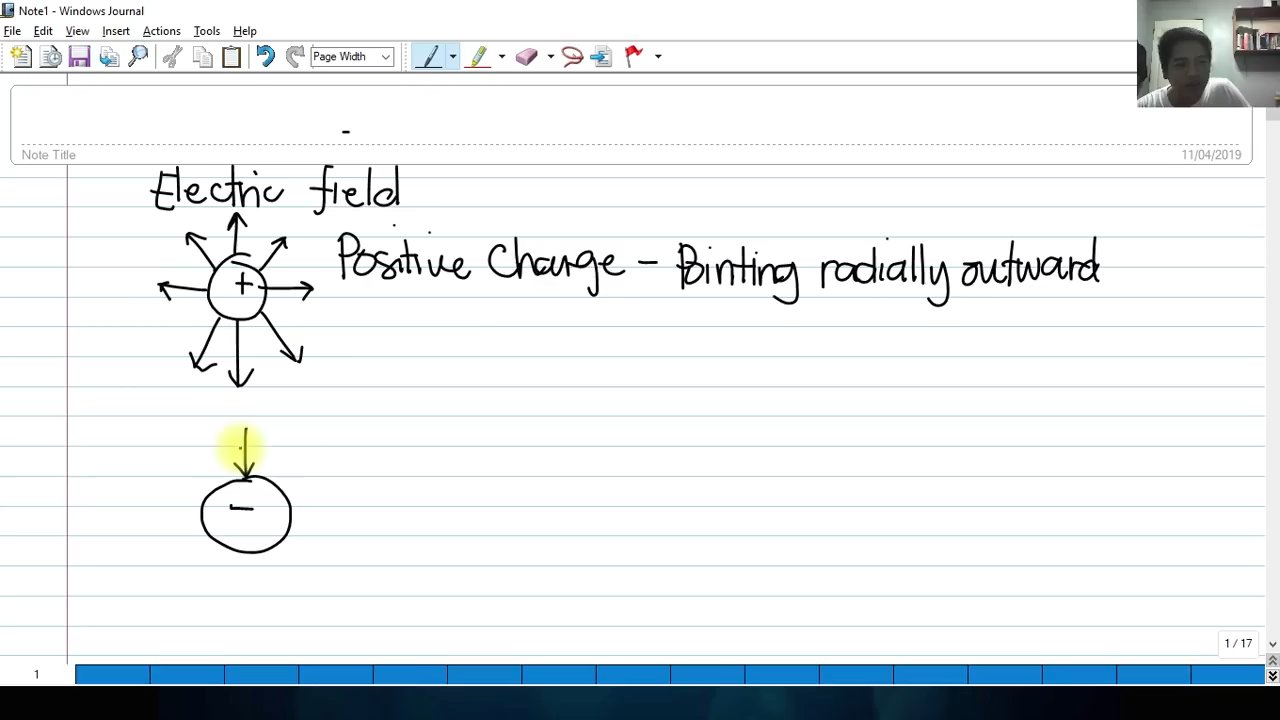 Note1 - Windows Journal
File Edit View Insert Actions Tools Help
Page Width
Note Title
11/04/2019
Electric field
+
Positive Charge - Pointing radially outward
-
1 / 17
1